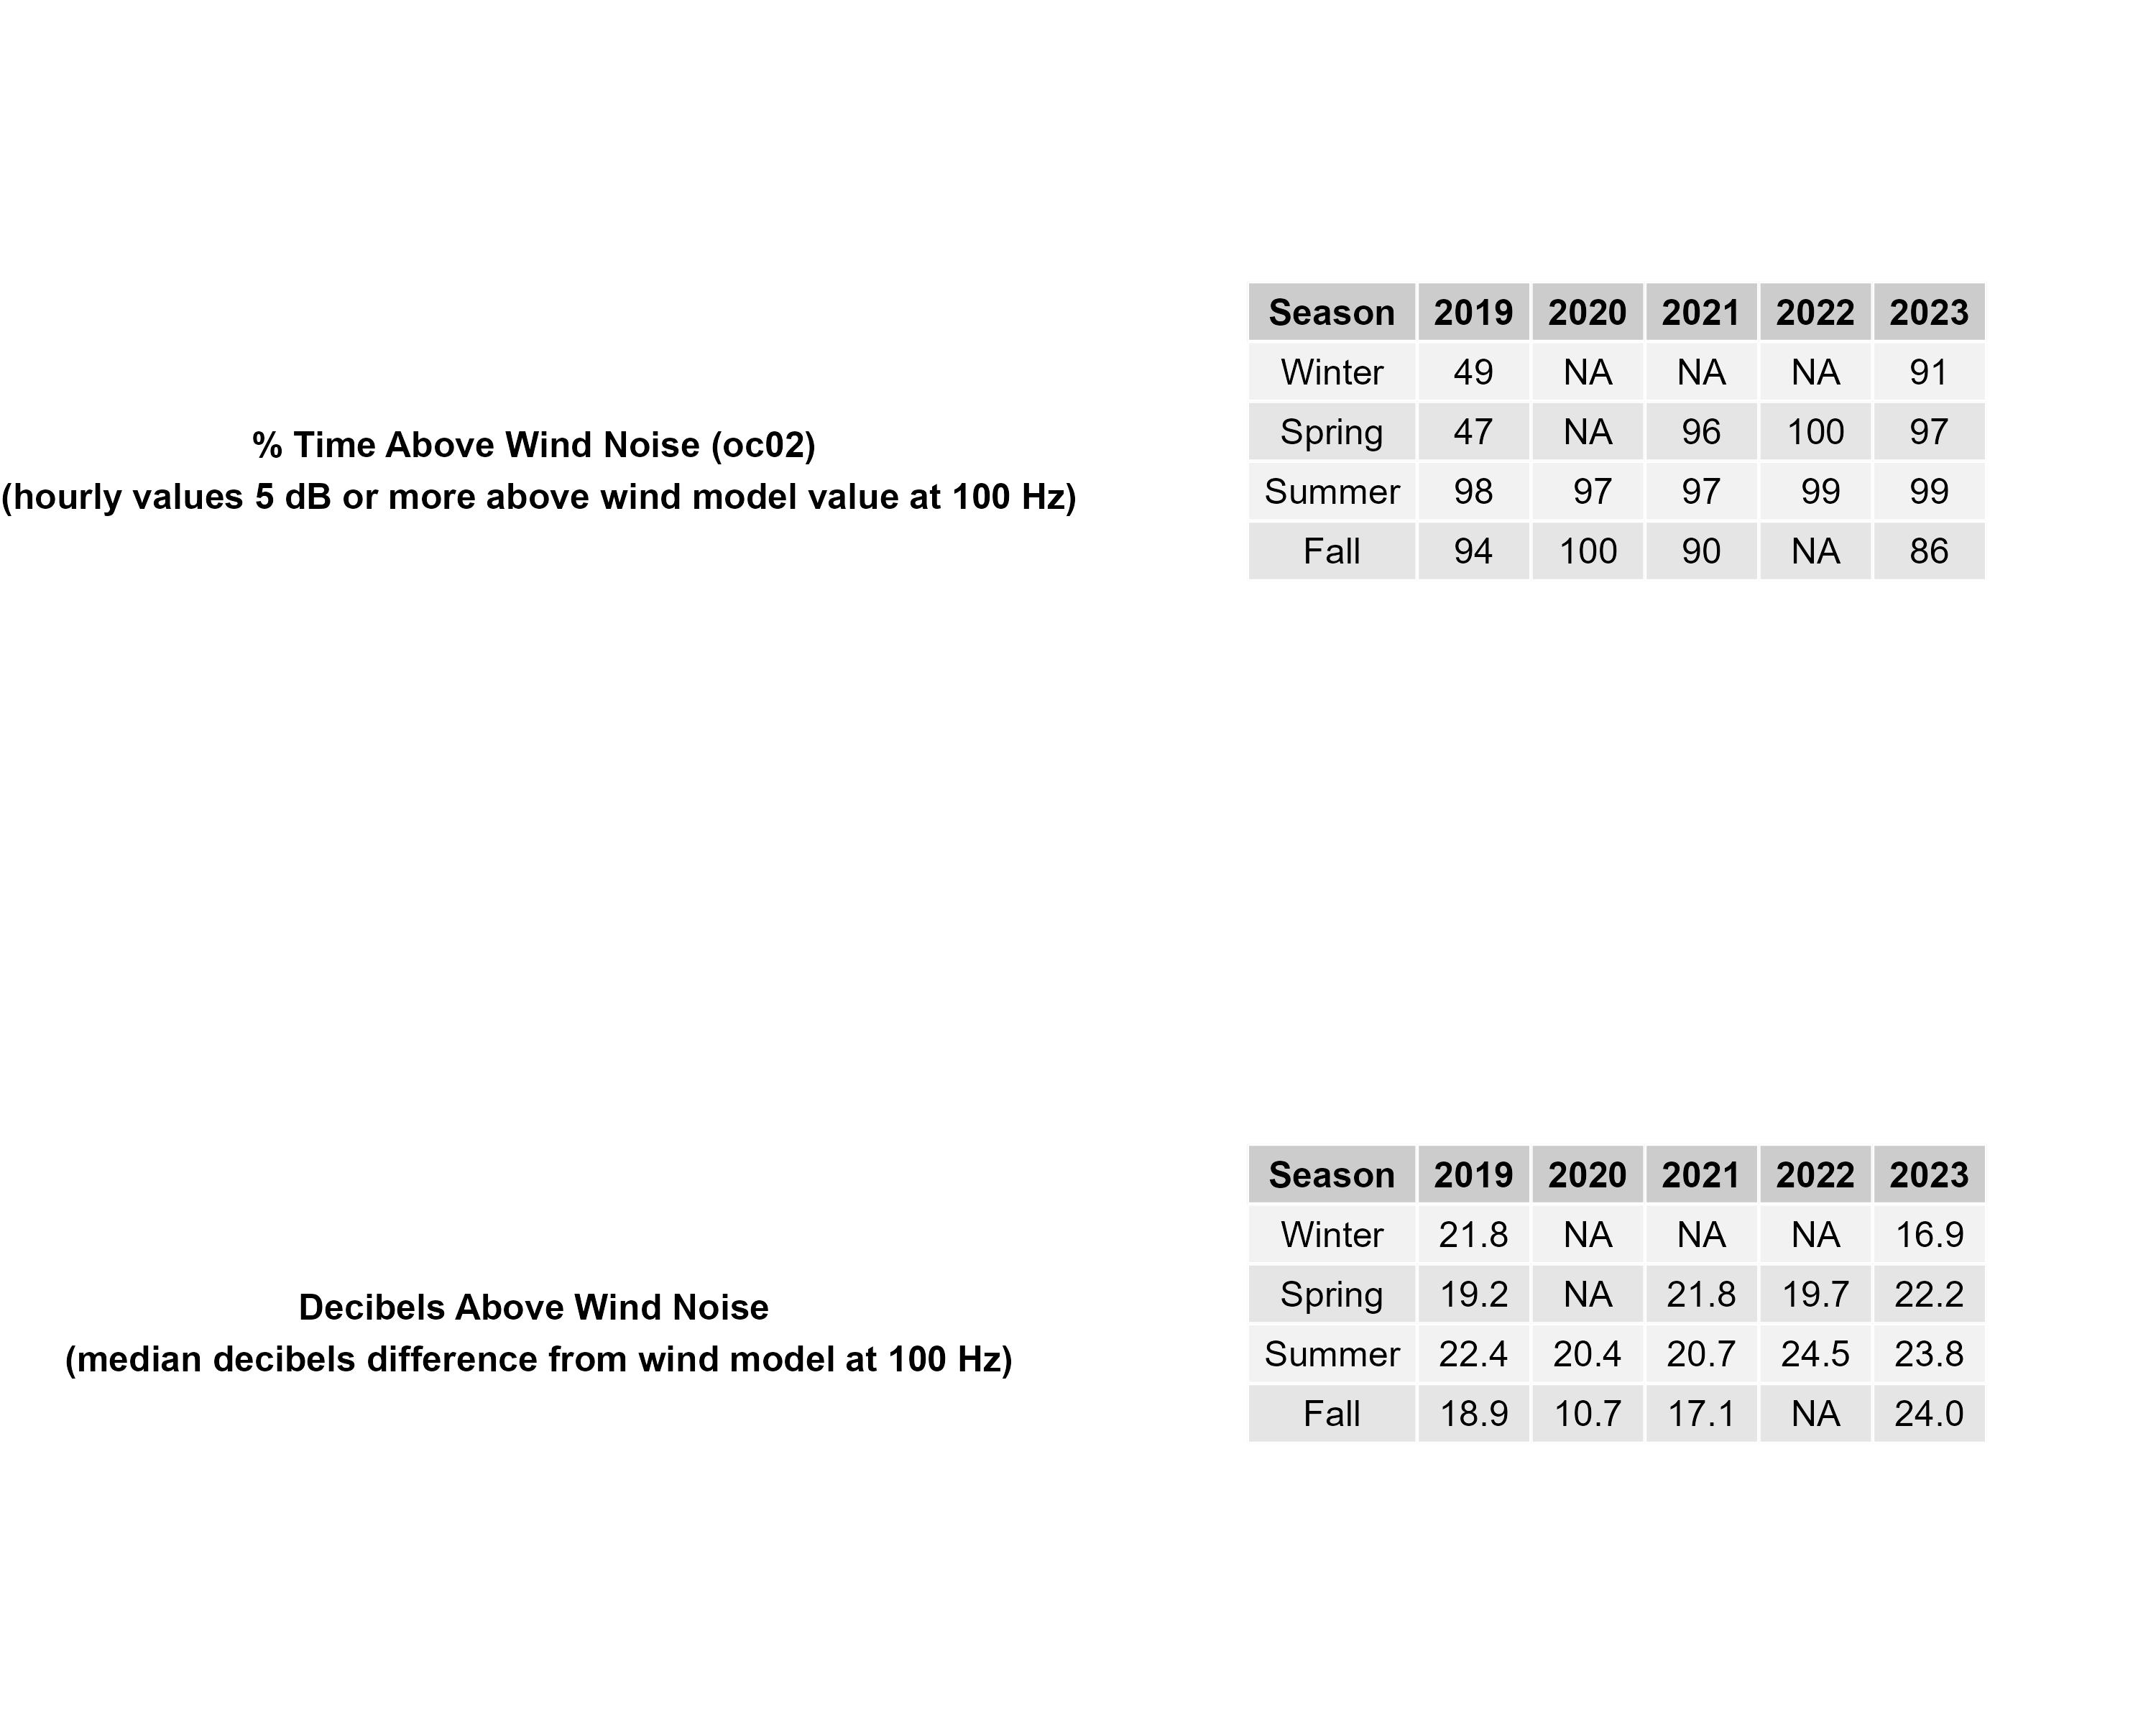 % Time Above Wind Noise (oc02)
(hourly values 5 dB or more above wind model value at 100 Hz)
Season 2019 2020 2021 2022 2023
Winter 49 NA NA NA 91
Spring 47 NA 96 100 97
Summer 98 97 97 99 99
Fall 94 100 90 NA 86
Decibels Above Wind Noise
(median decibels difference from wind model at 100 Hz)
Season 2019 2020 2021 2022 2023
Winter 21.8 NA NA NA 16.9
Spring 19.2 NA 21.8 19.7 22.2
Summer 22.4 20.4 20.7 24.5 23.8
Fall 18.9 10.7 17.1 NA 24.0